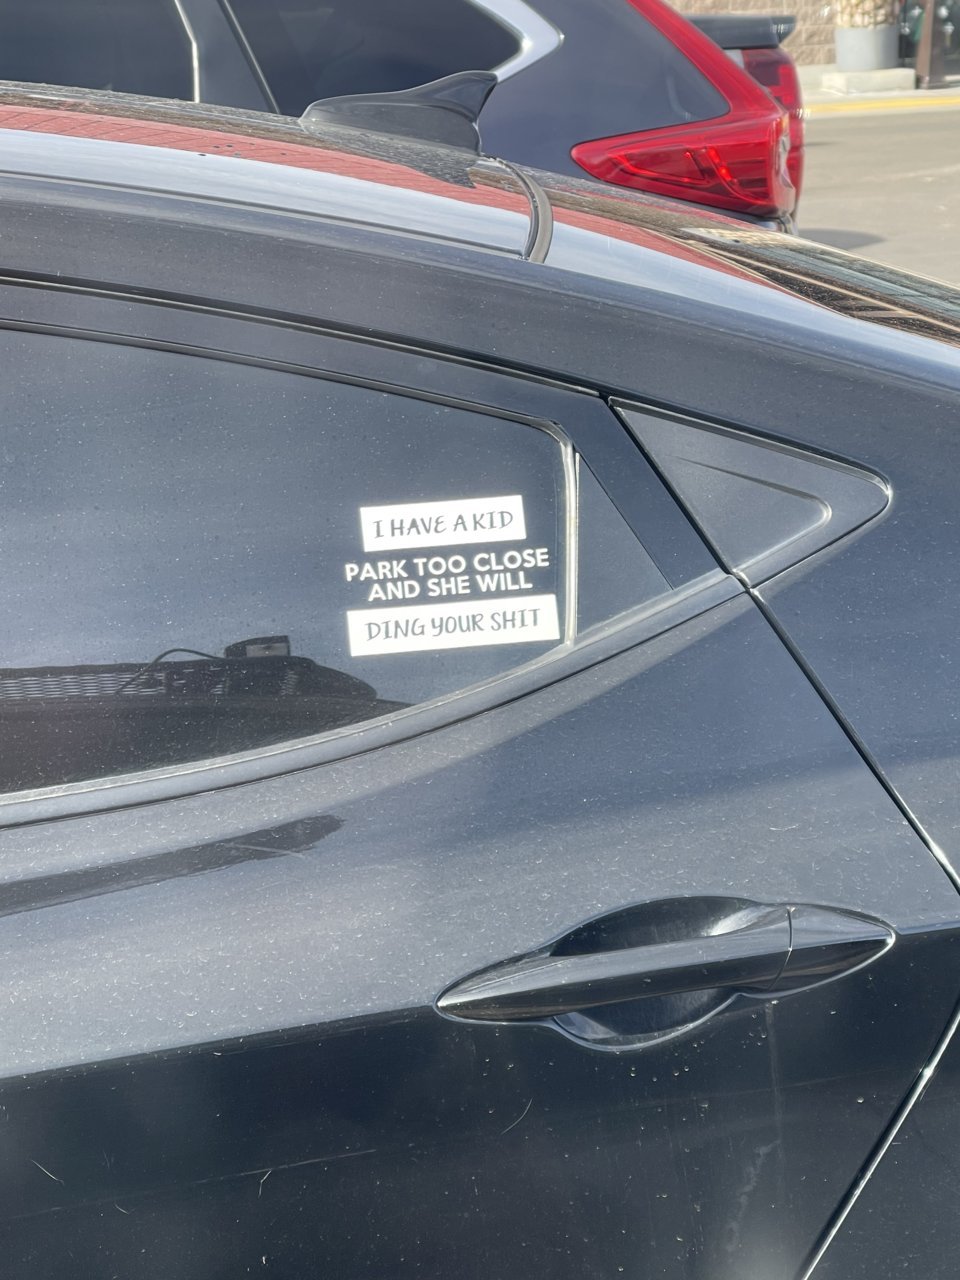 I HAVE A KID
PARK TOO CLOSE
AND SHE WILL
DING YOUR SHIT